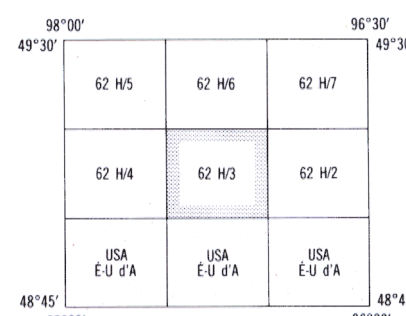 98°00' 96°30'
49°30' 49°30
62 H/5 62 H/6 62 H/7
62 H/4 62 H/3 62 H/2
USA USA USA
É-U d'A É-U d'A É-U d'A
48°45' 48°4